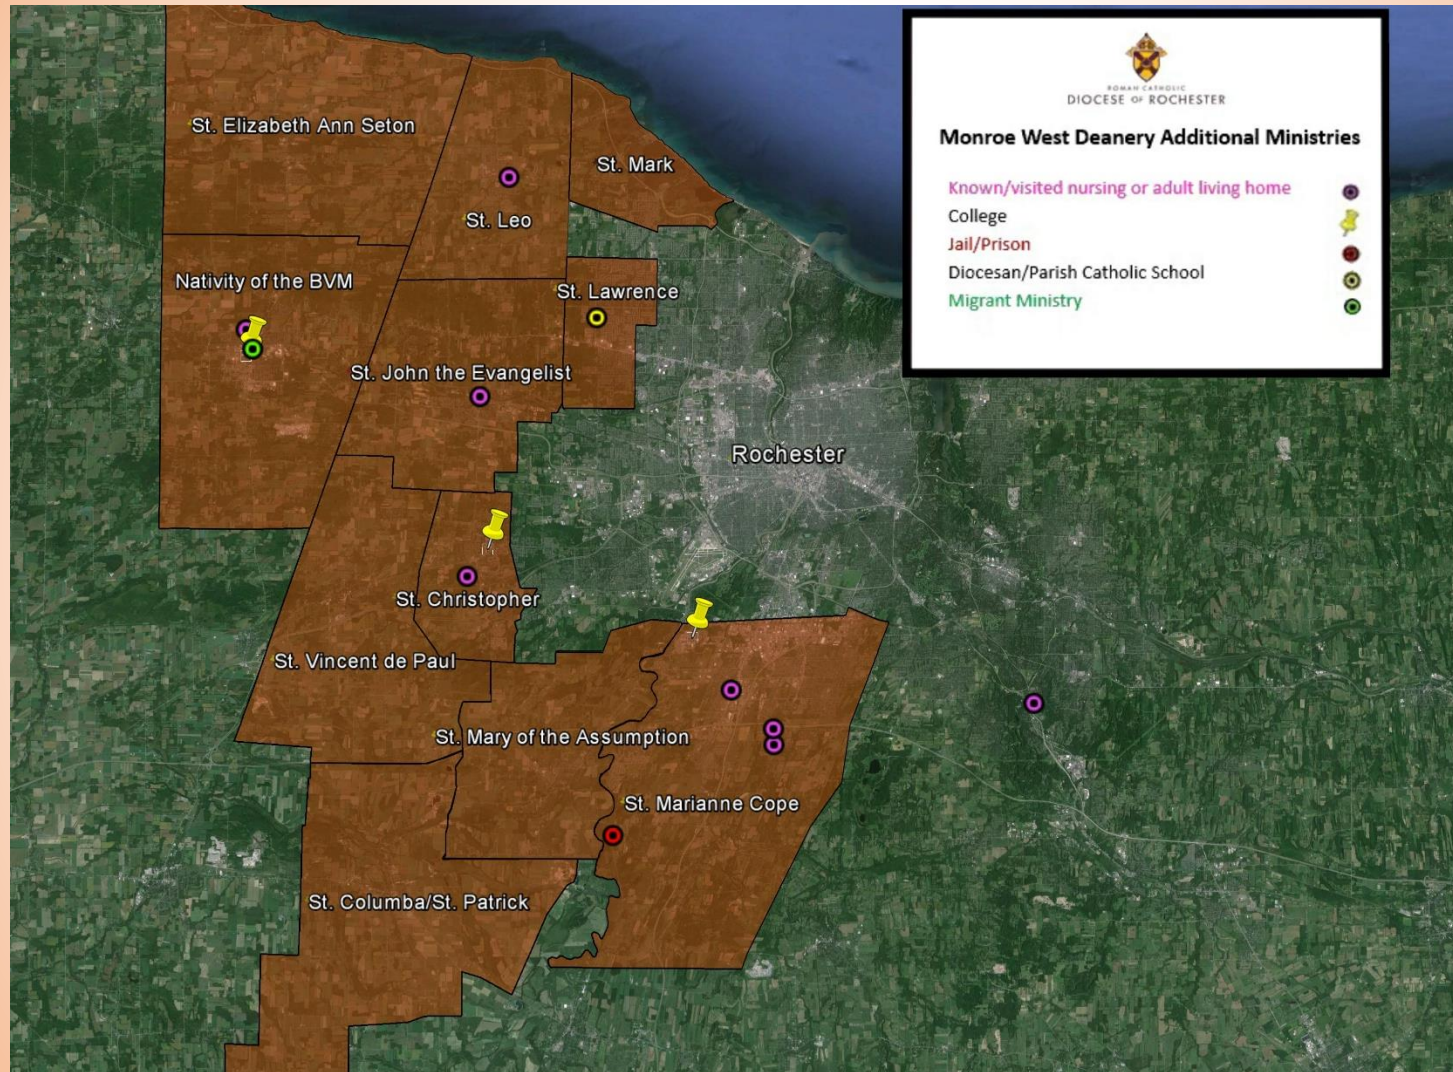 ROMAN CATHOLIC
DIOCESE OF ROCHESTER
Monroe West Deanery Additional Ministries
Known/visited nursing or adult living home
College
Jail/Prison
Diocesan/Parish Catholic School
Migrant Ministry
St. Elizabeth Ann Seton
St. Mark
St. Leo
Nativity of the BVM
St. Lawrence
St. John the Evangelist
Rochester
St. Christopher
St. Vincent de Paul
St. Mary of the Assumption
St. Marianne Cope
St. Columba/St. Patrick